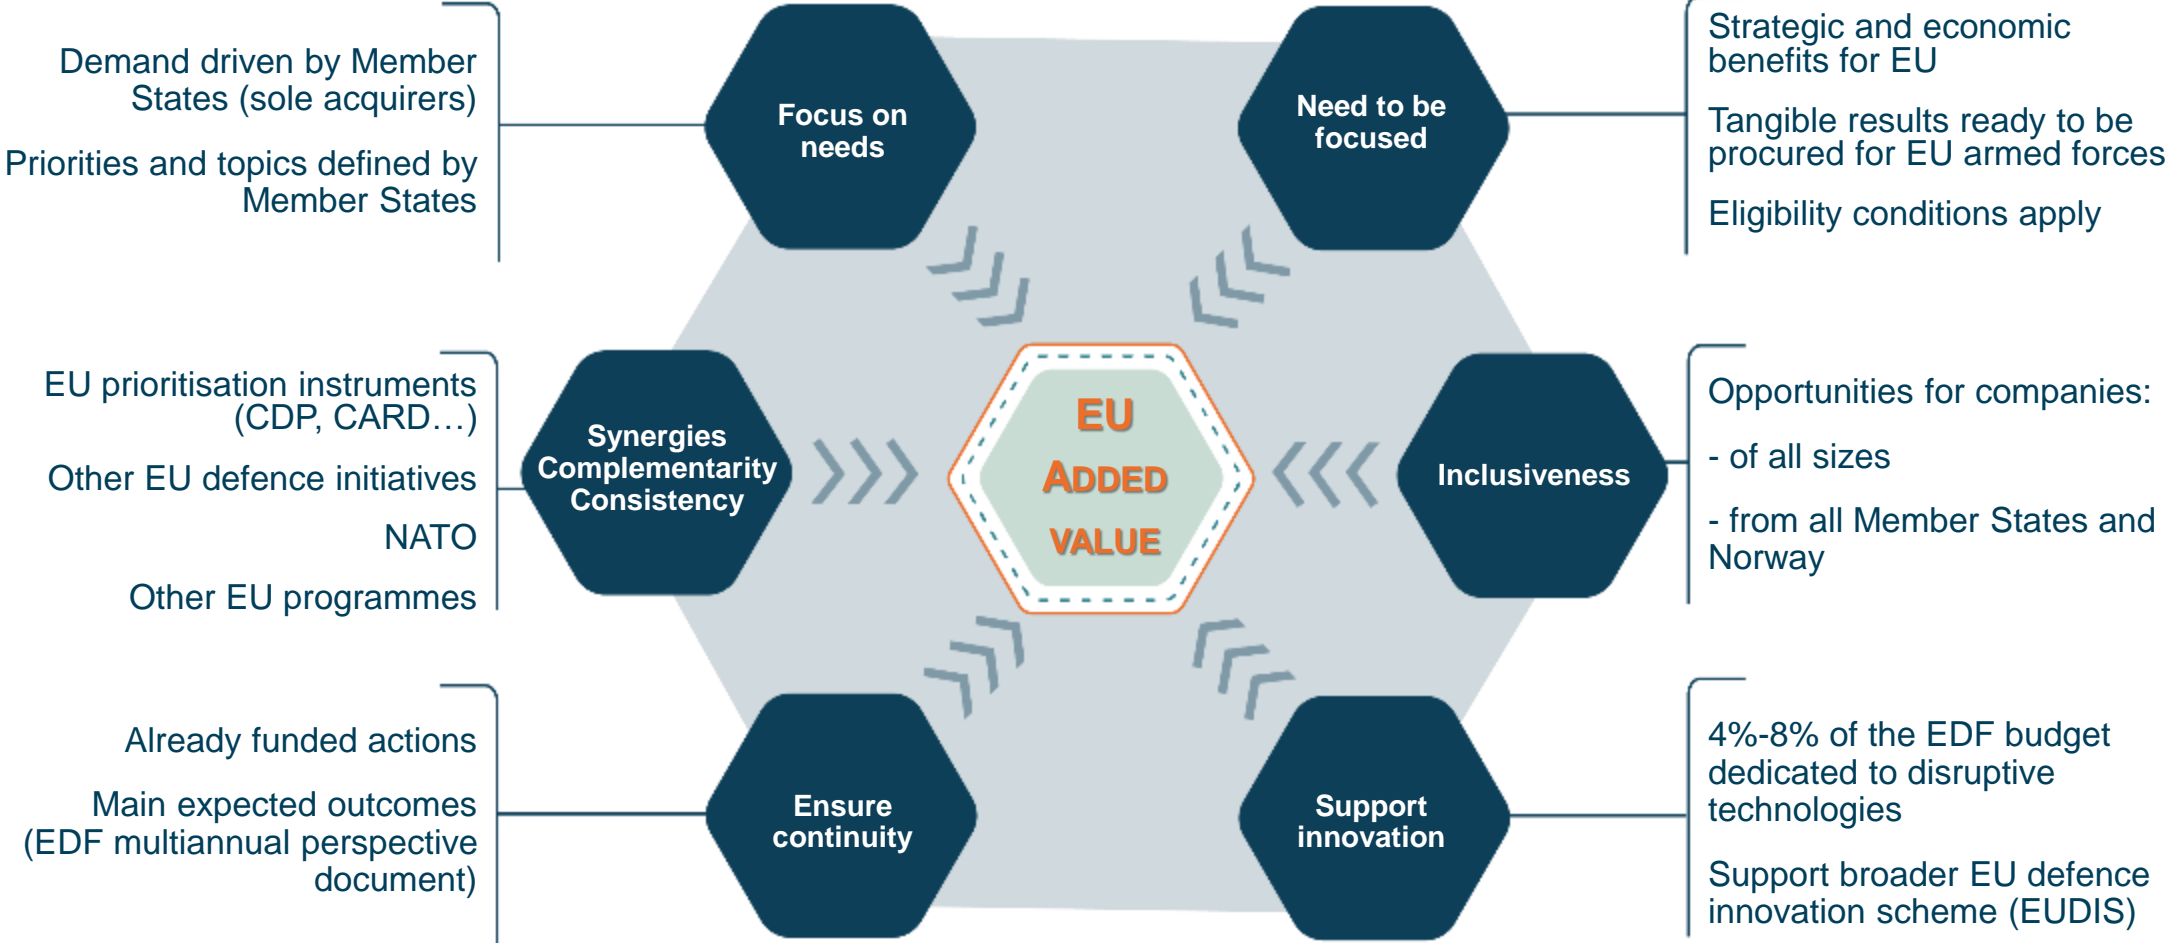 Demand driven by Member
States (sole acquirers)
Priorities and topics defined by
Member States
Focus on
needs
Need to be
focused
Strategic and economic
benefits for EU
Tangible results ready to be
procured for EU armed forces
Eligibility conditions apply
EU prioritisation instruments
(CDP, CARD…)
Other EU defence initiatives
NATO
Other EU programmes
Synergies
Complementarity
Consistency
EU
ADDED
VALUE
Inclusiveness
Opportunities for companies:
- of all sizes
- from all Member States and
Norway
Already funded actions
Main expected outcomes
(EDF multiannual perspective
document)
Ensure
continuity
Support
innovation
4%-8% of the EDF budget
dedicated to disruptive
technologies
Support broader EU defence
innovation scheme (EUDIS)